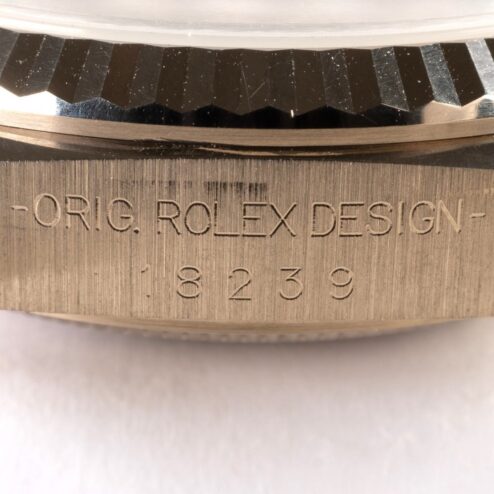 -ORIG. ROLEX DESIGN-
18239